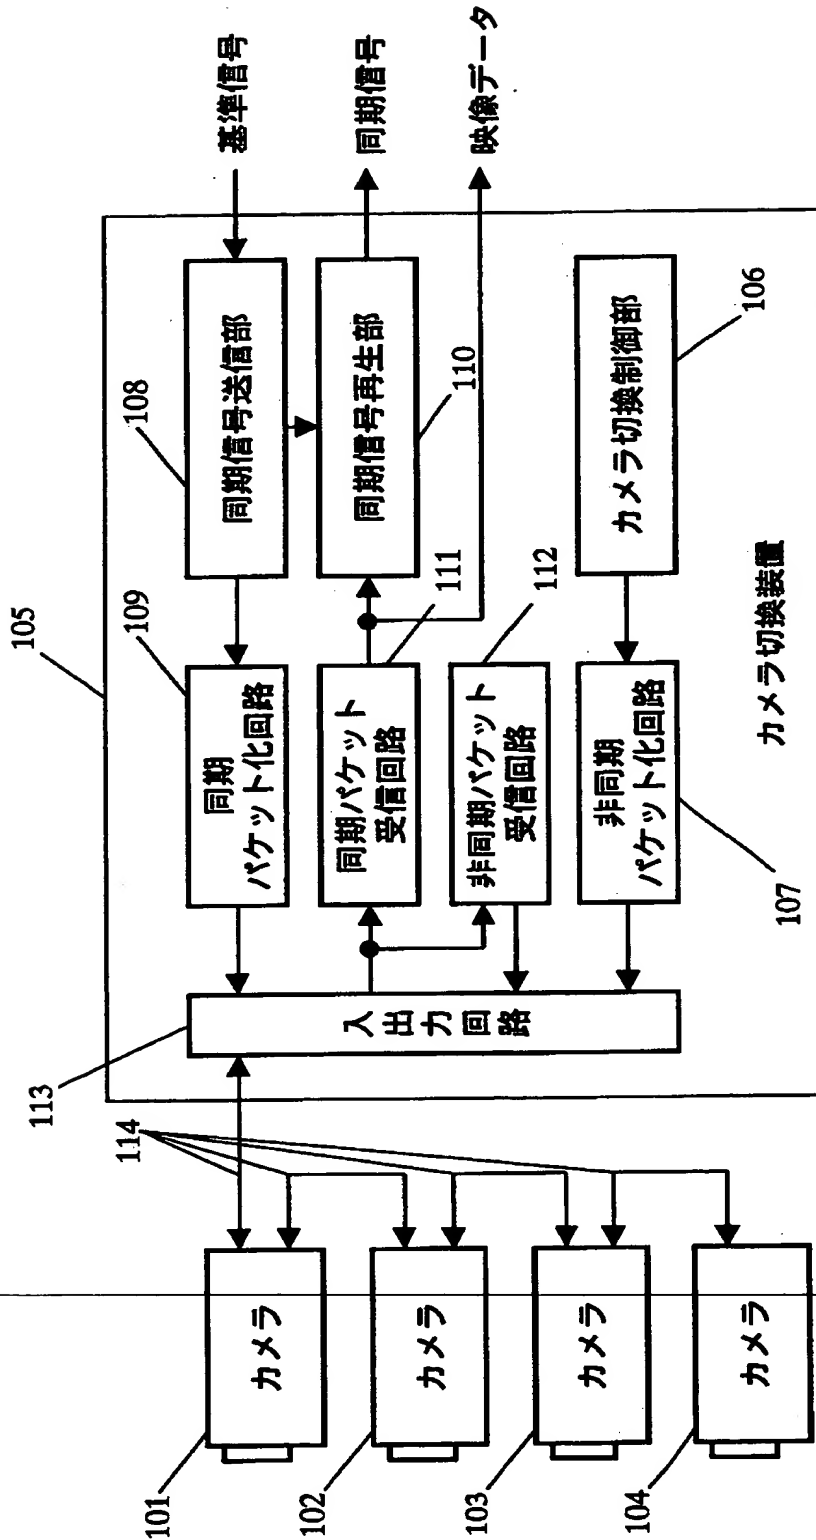 105
108
同期信号送信部
基準信号
109
同期
パケット化回路
110
同期信号再生部
同期信号
111
同期パケット
受信回路
映像データ
112
非同期パケット
受信回路
106
カメラ切換制御部
107
非同期
パケット化回路
カメラ切換装置
113
入出力回路
114
101
カメラ
102
カメラ
103
カメラ
104
カメラ